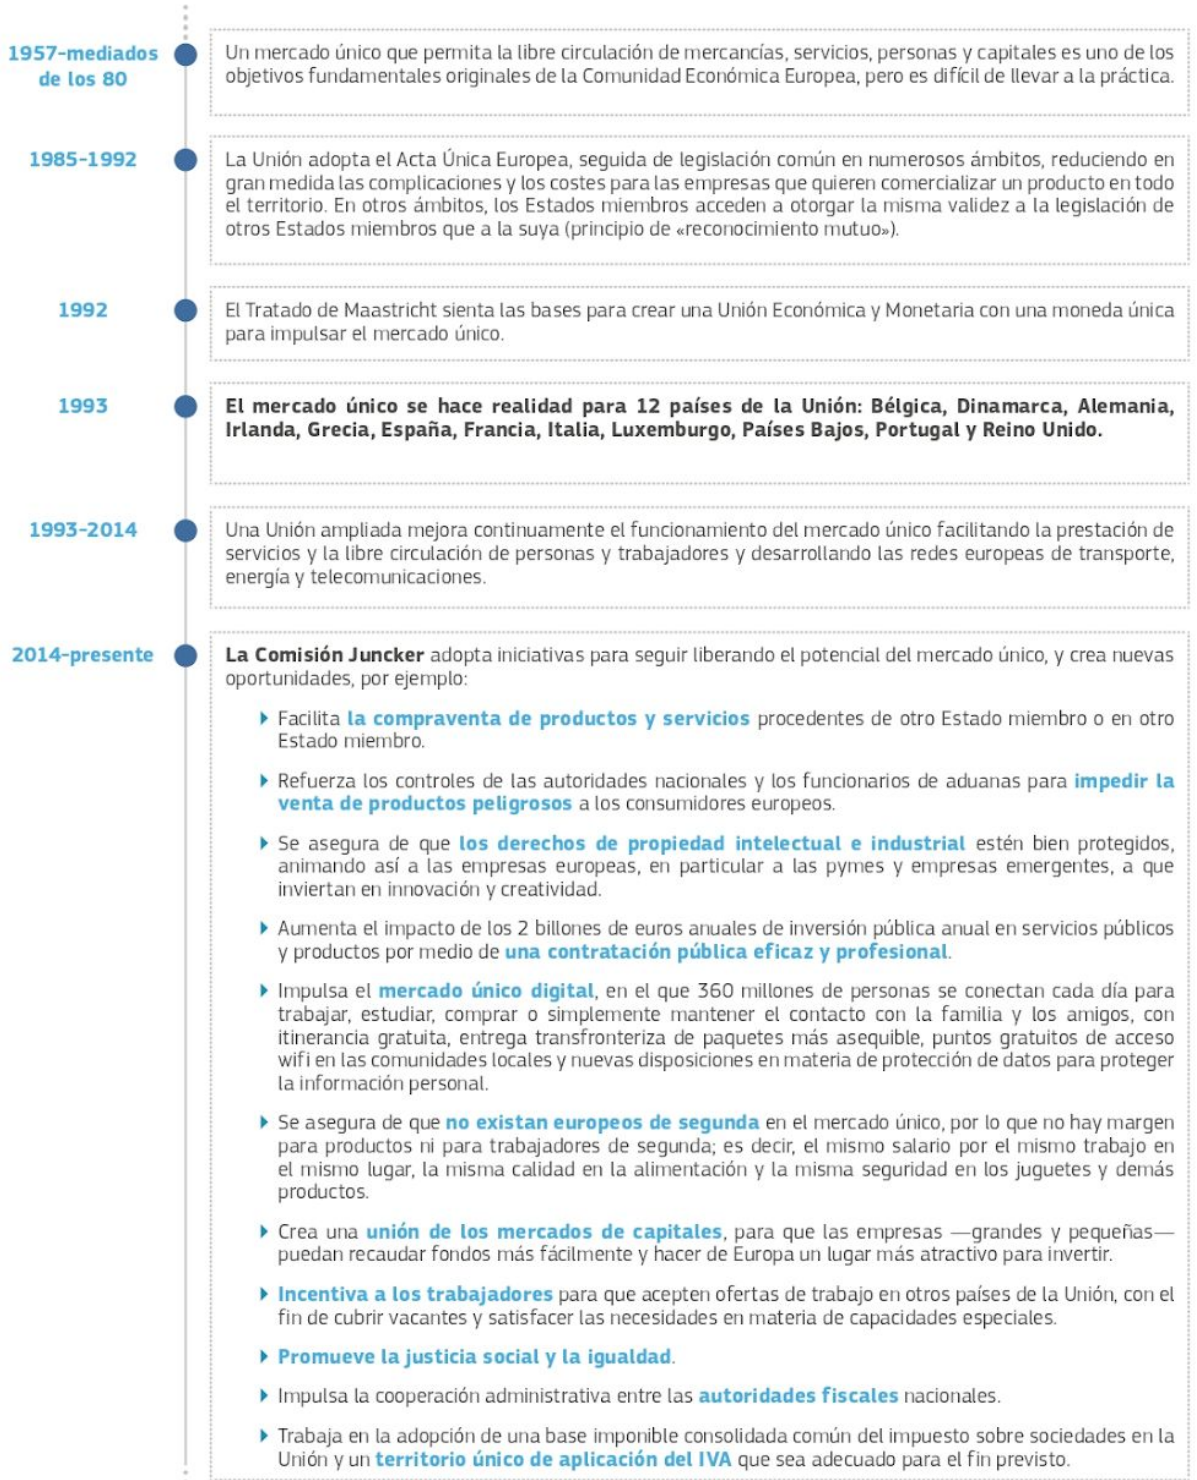 1957-mediados
de los 80
Un mercado único que permita la libre circulación de mercancías, servicios, personas y capitales es uno de los
objetivos fundamentales originales de la Comunidad Económica Europea, pero es difícil de llevar a la práctica.
1985-1992
La Unión adopta el Acta Única Europea, seguida de legislación común en numerosos ámbitos, reduciendo en
gran medida las complicaciones y los costes para las empresas que quieren comercializar un producto en todo
el territorio. En otros ámbitos, los Estados miembros acceden a otorgar la misma validez a la legislación de
otros Estados miembros que a la suya (principio de «reconocimiento mutuo»).
1992
El Tratado de Maastricht sienta las bases para crear una Unión Económica y Monetaria con una moneda única
para impulsar el mercado único.
1993
El mercado único se hace realidad para 12 países de la Unión: Bélgica, Dinamarca, Alemania,
Irlanda, Grecia, España, Francia, Italia, Luxemburgo, Países Bajos, Portugal y Reino Unido.
1993-2014
Una Unión ampliada mejora continuamente el funcionamiento del mercado único facilitando la prestación de
servicios y la libre circulación de personas y trabajadores y desarrollando las redes europeas de transporte,
energía y telecomunicaciones.
2014-presente
La Comisión Juncker adopta iniciativas para seguir liberando el potencial del mercado único, y crea nuevas
oportunidades, por ejemplo:
Facilita la compraventa de productos y servicios procedentes de otro Estado miembro o en otro
Estado miembro.
Refuerza los controles de las autoridades nacionales y los funcionarios de aduanas para impedir la
venta de productos peligrosos a los consumidores europeos.
Se asegura de que los derechos de propiedad intelectual e industrial estén bien protegidos,
animando así a las empresas europeas, en particular a las pymes y empresas emergentes, a que
inviertan en innovación y creatividad.
Aumenta el impacto de los 2 billones de euros anuales de inversión pública anual en servicios públicos
y productos por medio de una contratación pública eficaz y profesional.
Impulsa el mercado único digital, en el que 360 millones de personas se conectan cada día para
trabajar, estudiar, comprar o simplemente mantener el contacto con la familia y los amigos, con
itinerancia gratuita, entrega transfronteriza de paquetes más asequible, puntos gratuitos de acceso
wifi en las comunidades locales y nuevas disposiciones en materia de protección de datos para proteger
la información personal.
Se asegura de que no existan europeos de segunda en el mercado único, por lo que no hay margen
para productos ni para trabajadores de segunda; es decir, el mismo salario por el mismo trabajo en
el mismo lugar, la misma calidad en la alimentación y la misma seguridad en los juguetes y demás
productos.
Crea una unión de los mercados de capitales, para que las empresas —grandes y pequeñas—
puedan recaudar fondos más fácilmente y hacer de Europa un lugar más atractivo para invertir.
Incentiva a los trabajadores para que acepten ofertas de trabajo en otros países de la Unión, con el
fin de cubrir vacantes y satisfacer las necesidades en materia de capacidades especiales.
Promueve la justicia social y la igualdad.
Impulsa la cooperación administrativa entre las autoridades fiscales nacionales.
Trabaja en la adopción de una base imponible consolidada común del impuesto sobre sociedades en la
Unión y un territorio único de aplicación del IVA que sea adecuado para el fin previsto.